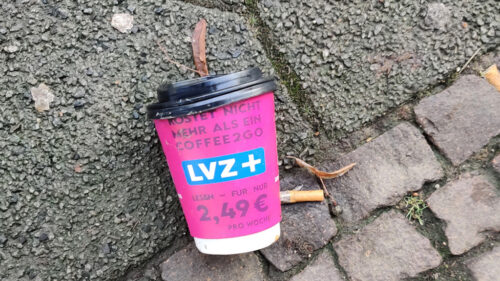 KOSTET NICHT
MEHR ALS EIN
COFFEE2GO
LVZ+
LESEN – FÜR NUR
2,49 €
PRO WOCHE